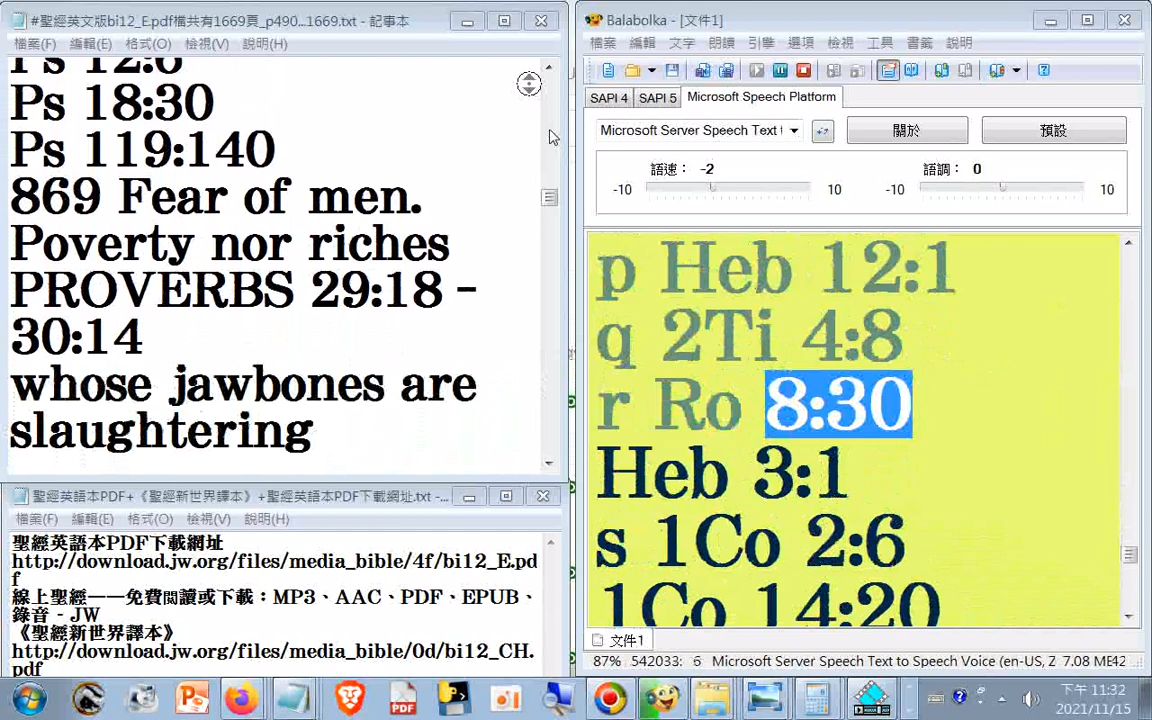 #聖經英文版bi12_E.pdf檔共有1669頁_p490...1669.txt - 記事本
檔案(F) 編輯(E) 格式(O) 檢視(V) 說明(H)
Ps 12:6
Ps 18:30
Ps 119:140
869 Fear of men.
Poverty nor riches
PROVERBS 29:18 –
30:14
whose jawbones are
slaughtering
聖經英語本PDF+《聖經新世界譯本》+聖經英語本PDF下載網址.txt -...
檔案(F) 編輯(E) 格式(O) 檢視(V) 說明(H)
聖經英語本PDF下載網址
http://download.jw.org/files/media_bible/4f/bi12_E.pd
f
線上聖經——免費閱讀或下載：MP3、AAC、PDF、EPUB、
錄音 - JW
《聖經新世界譯本》
http://download.jw.org/files/media_bible/0d/bi12_CH.
pdf
Balabolka - [文件1]
檔案 編輯 文字 朗讀 引擎 選項 檢視 工具 書籤 說明
SAPI 4 SAPI 5 Microsoft Speech Platform
Microsoft Server Speech Text t
關於 預設
語速： -2 語調： 0
-10 10 -10 10
p Heb 12:1
q 2Ti 4:8
r Ro 8:30
Heb 3:1
s 1Co 2:6
1Co 14:20
文件1
87% 542033: 6 Microsoft Server Speech Text to Speech Voice (en-US, Z 7.08 ME42
PDF
下午 11:32
2021/11/15